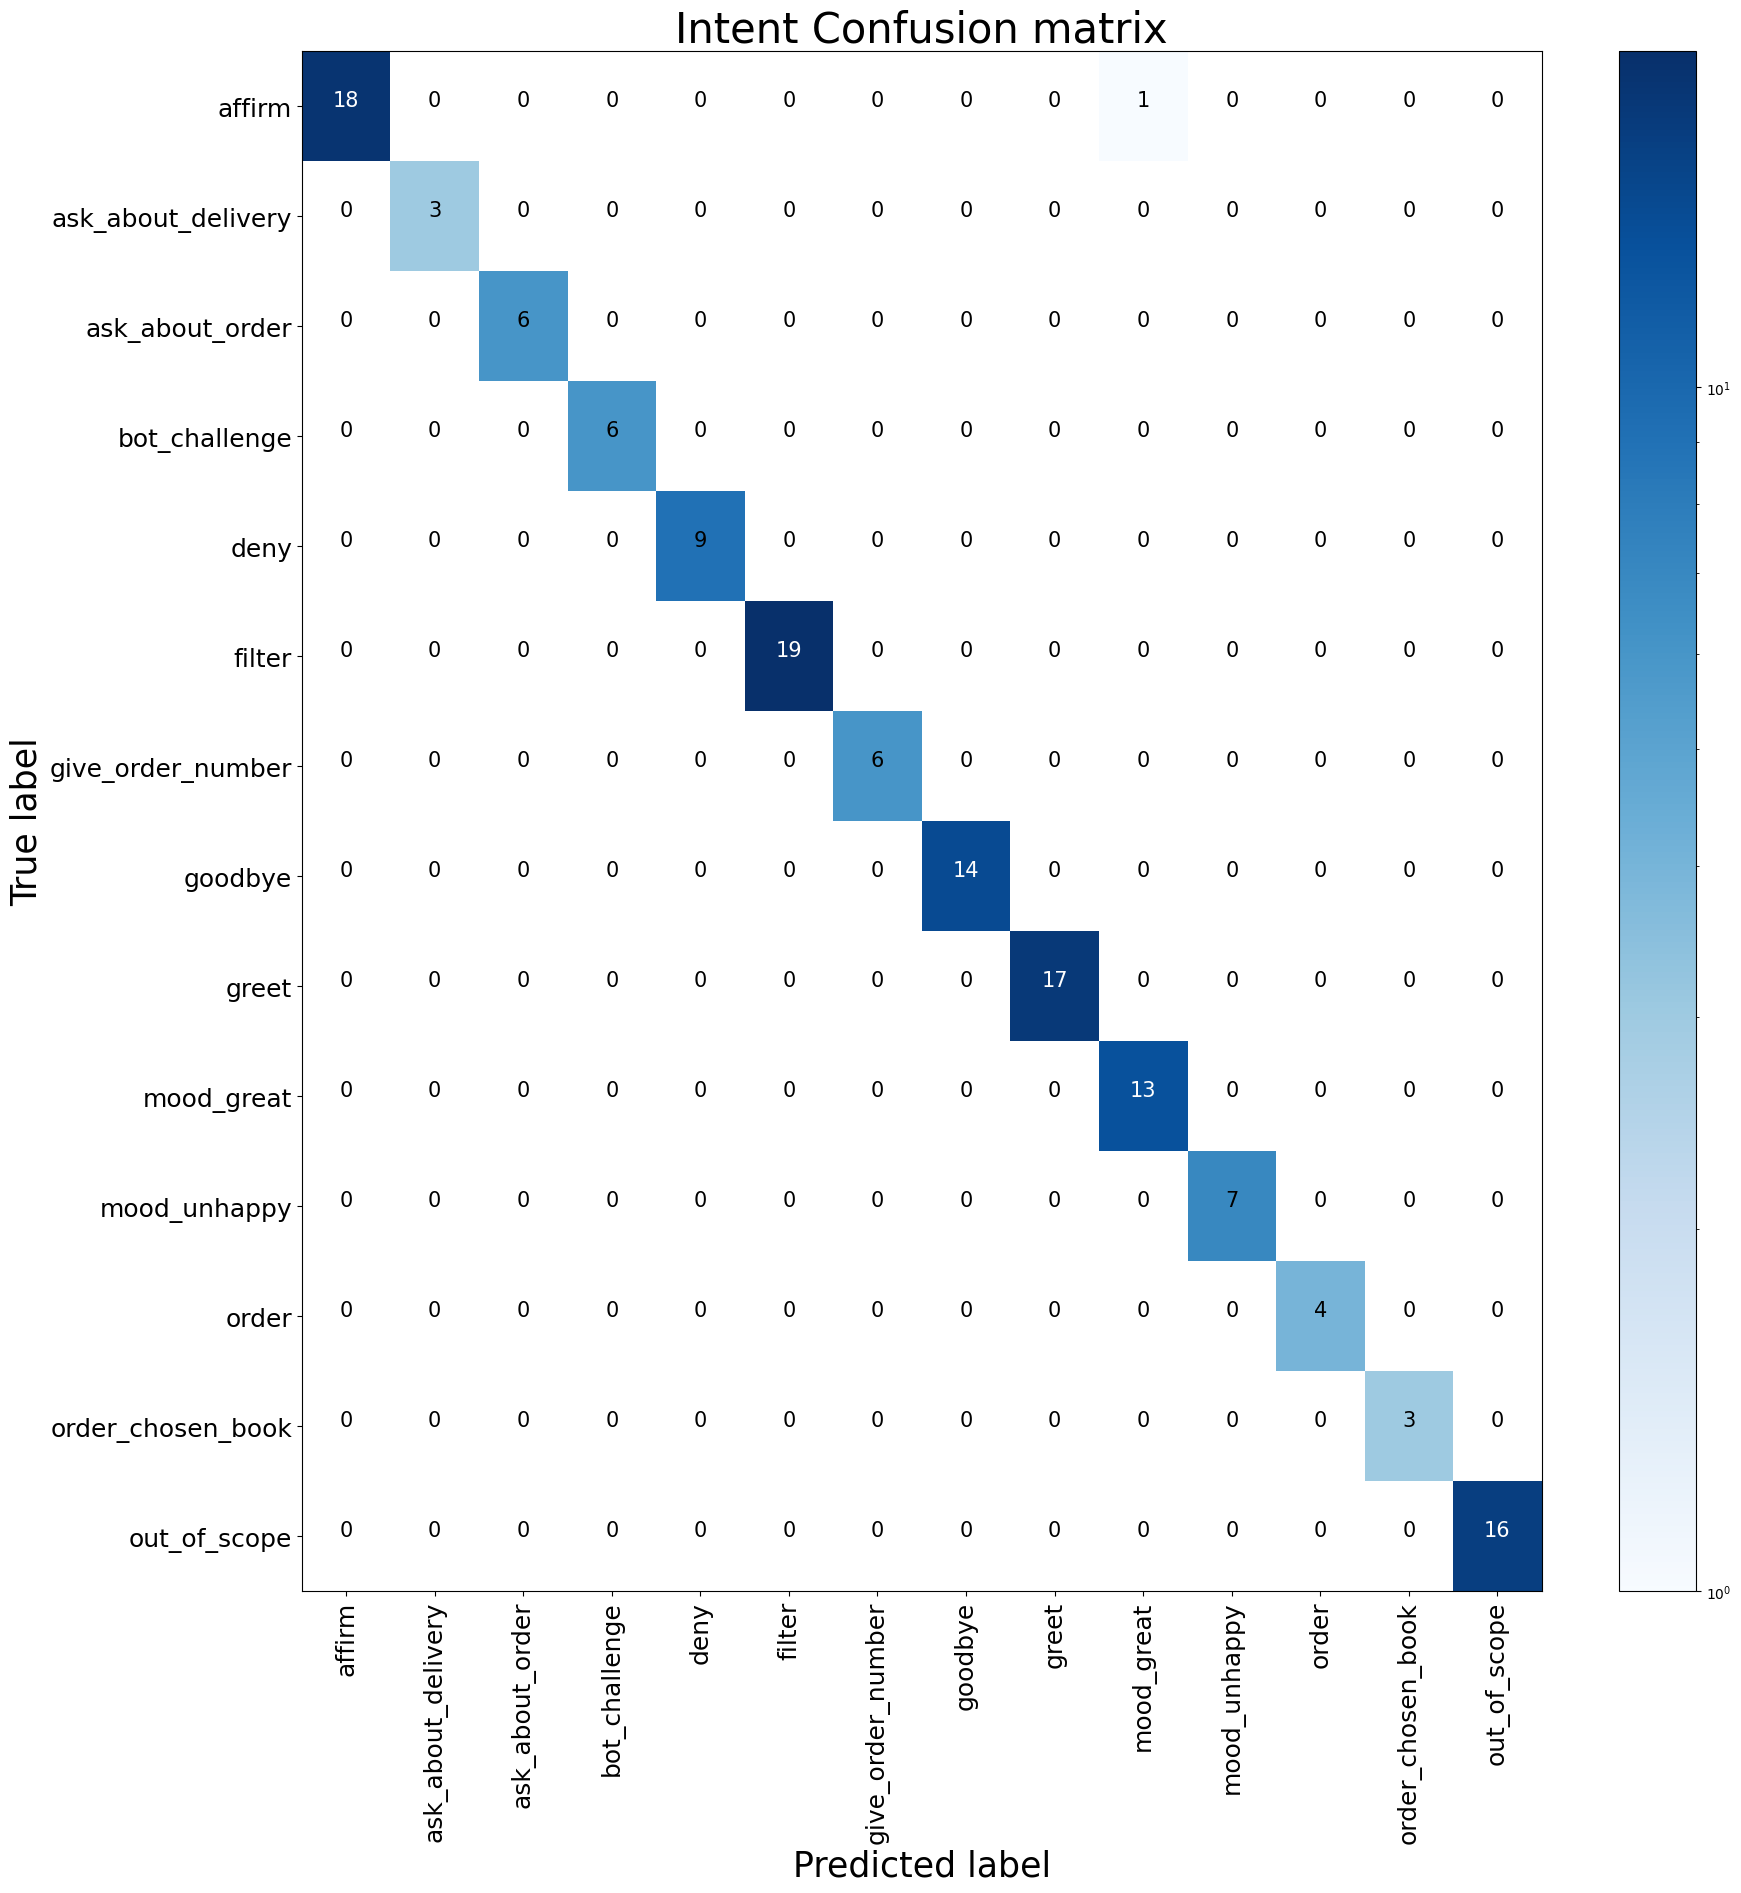 Intent Confusion matrix
affirm 18 0 0 0 0 0 0 0 0 1 0 0 0 0
ask_about_delivery 0 3 0 0 0 0 0 0 0 0 0 0 0 0
ask_about_order 0 0 6 0 0 0 0 0 0 0 0 0 0 0
bot_challenge 0 0 0 6 0 0 0 0 0 0 0 0 0 0
deny 0 0 0 0 9 0 0 0 0 0 0 0 0 0
filter 0 0 0 0 0 19 0 0 0 0 0 0 0 0
give_order_number 0 0 0 0 0 0 6 0 0 0 0 0 0 0
goodbye 0 0 0 0 0 0 0 14 0 0 0 0 0 0
greet 0 0 0 0 0 0 0 0 17 0 0 0 0 0
mood_great 0 0 0 0 0 0 0 0 0 13 0 0 0 0
mood_unhappy 0 0 0 0 0 0 0 0 0 0 7 0 0 0
order 0 0 0 0 0 0 0 0 0 0 0 4 0 0
order_chosen_book 0 0 0 0 0 0 0 0 0 0 0 0 3 0
out_of_scope 0 0 0 0 0 0 0 0 0 0 0 0 0 16
True label
affirm
ask_about_delivery
ask_about_order
bot_challenge
deny
filter
give_order_number
goodbye
greet
mood_great
mood_unhappy
order
order_chosen_book
out_of_scope
Predicted label
10¹
10⁰